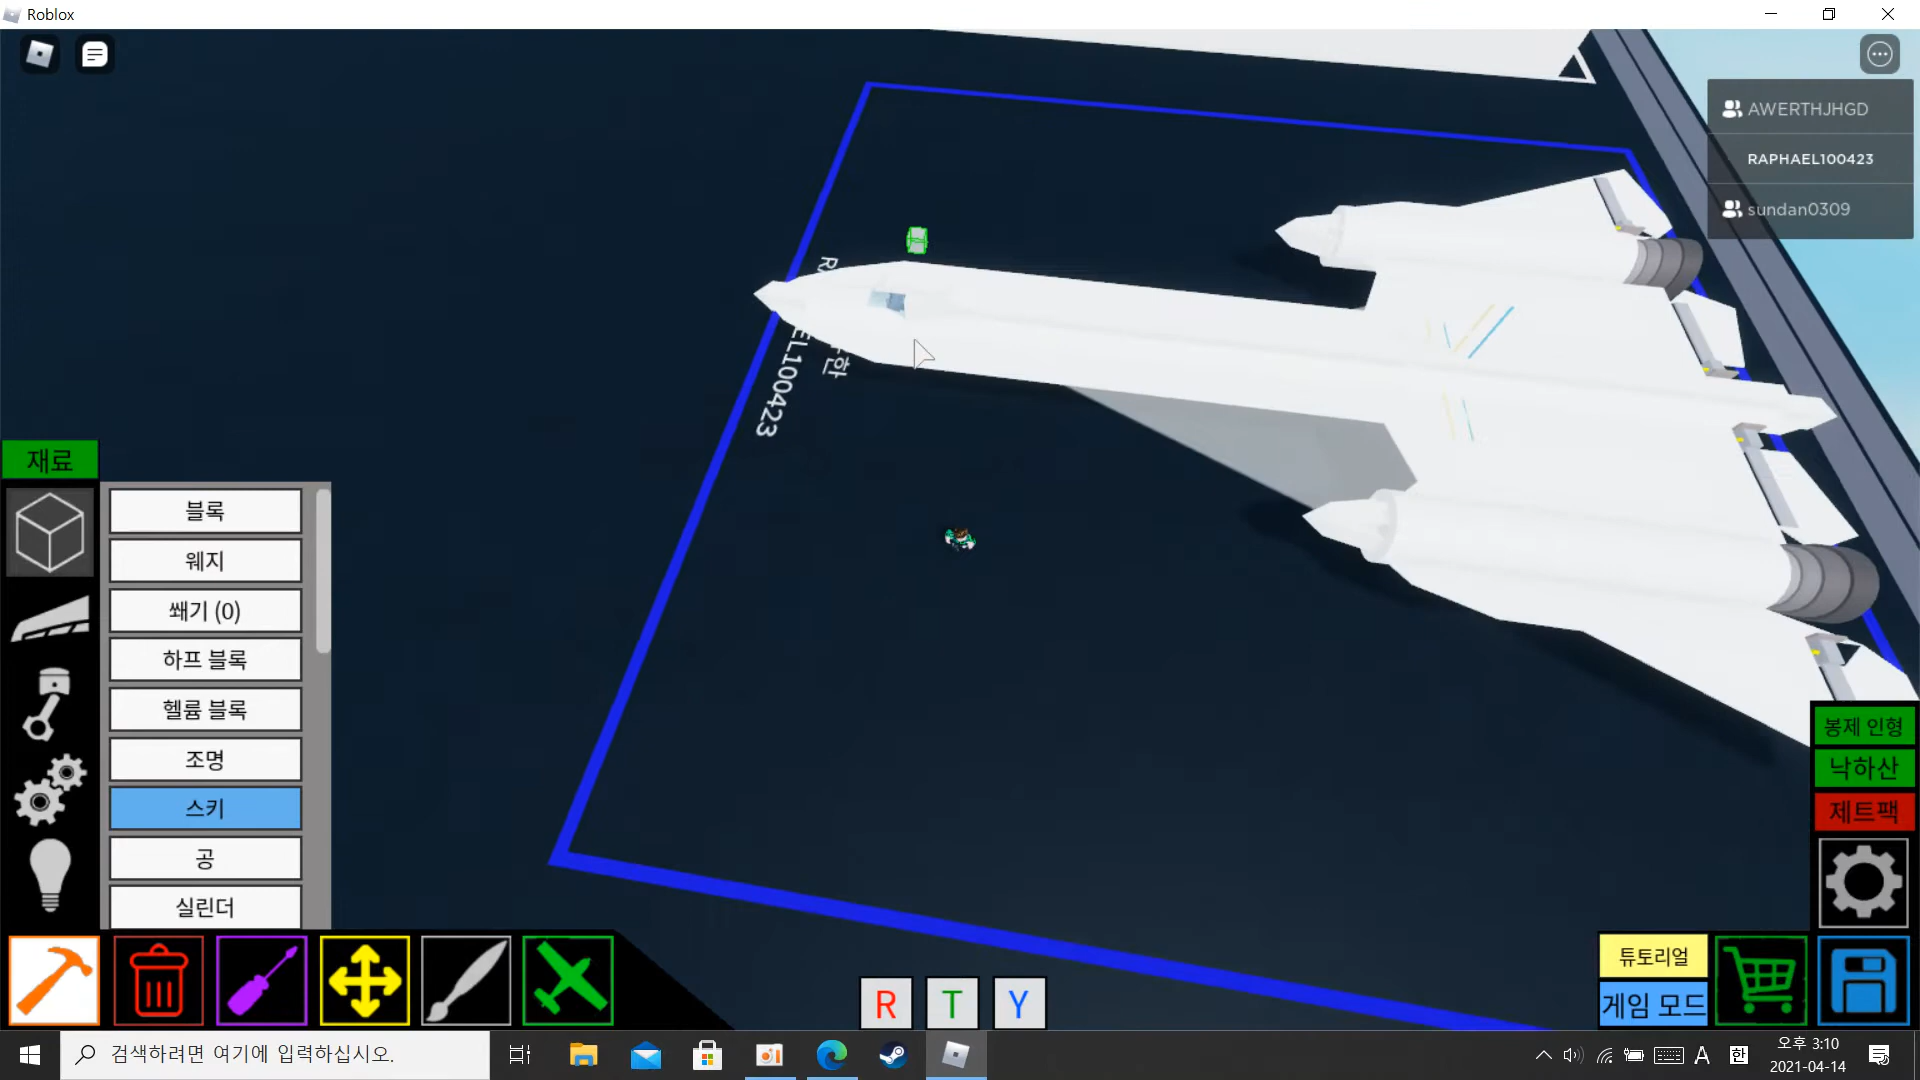 Roblox
AWERTHJHGD
RAPHAEL100423
sundan0309
EL100423
한
재료
블록
웨지
쐐기 (0)
하프 블록
헬륨 블록
조명
스키
공
실린더
봉제 인형
낙하산
제트팩
튜토리얼
게임 모드
R T Y
검색하려면 여기에 입력하십시오.
A 한
오후 3:10
2021-04-14